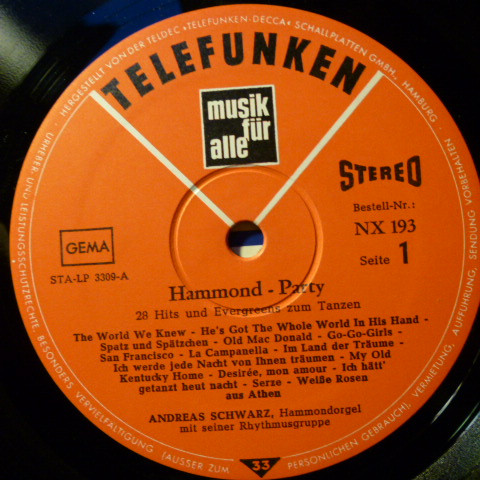 HERGESTELLT VON DER TELDEC »TELEFUNKEN-DECCA« SCHALLPLATTEN GMBH., HAMBURG
TELEFUNKEN
musik
für
alle
STEREO
Bestell-Nr.:
NX 193
Seite 1
GEMA
STA-LP 3309-A
Hammond - Party
28 Hits und Evergreens zum Tanzen
The World We Knew - He's Got The Whole World In His Hand -
Spatz und Spätzchen - Old Mac Donald - Go-Go-Girls -
San Francisco - La Campanella - Im Land der Träume -
Ich werde jede Nacht von Ihnen träumen - My Old
Kentucky Home - Desirée, mon amour - Ich hätt'
getanzt heut nacht - Serze - Weiße Rosen
aus Athen
ANDREAS SCHWARZ, Hammondorgel
mit seiner Rhythmusgruppe
33
URHEBER- UND LEISTUNGSSCHUTZRECHTE, BESONDERS VERVIELFÄLTIGUNG (AUSSER ZUM PERSÖNLICHEN GEBRAUCH), VERMIETUNG, AUFFÜHRUNG, SENDUNG VORBEHALTEN